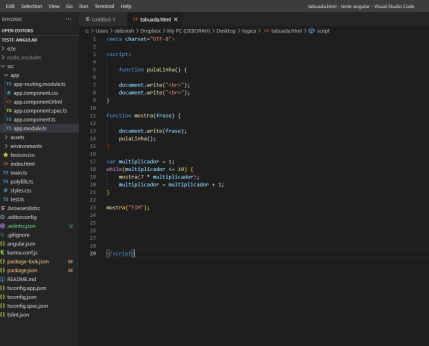 Edit Selection View Go Run Terminal Help
tabuada.html - teste-angular - Visual Studio Code
EXPLORER
OPEN EDITORS
TESTE-ANGULAR
e2e
node_modules
src
app
TS app-routing.module.ts
# app.component.css
<> app.component.html
TS app.component.spec.ts
TS app.component.ts
TS app.module.ts
assets
environments
favicon.ico
index.html
TS main.ts
TS polyfills.ts
# styles.css
TS test.ts
.browserslistrc
.editorconfig
.eslintrc.json U
.gitignore
angular.json
karma.conf.js
package-lock.json M
package.json M
README.md
tsconfig.app.json
tsconfig.json
tsconfig.spec.json
tslint.json
Untitled-1
tabuada.html
C: > Users > deborah > Dropbox > My PC (DEBORAH) > Desktop > logica > tabuada.html > script
1 <meta charset="UTF-8">
2
3 <script>
4
5 function pulaLinha() {
6
7 document.write("<br>");
8 document.write("<br>");
9 }
10
11 function mostra(frase) {
12
13 document.write(frase);
14 pulaLinha();
15 }
16
17 var multiplicador = 1;
18 while(multiplicador <= 10) {
19 mostra(7 * multiplicador);
20 multiplicador = multiplicador + 1;
21 }
22
23 mostra("FIM");
24
25
26
27
28
29 </script>